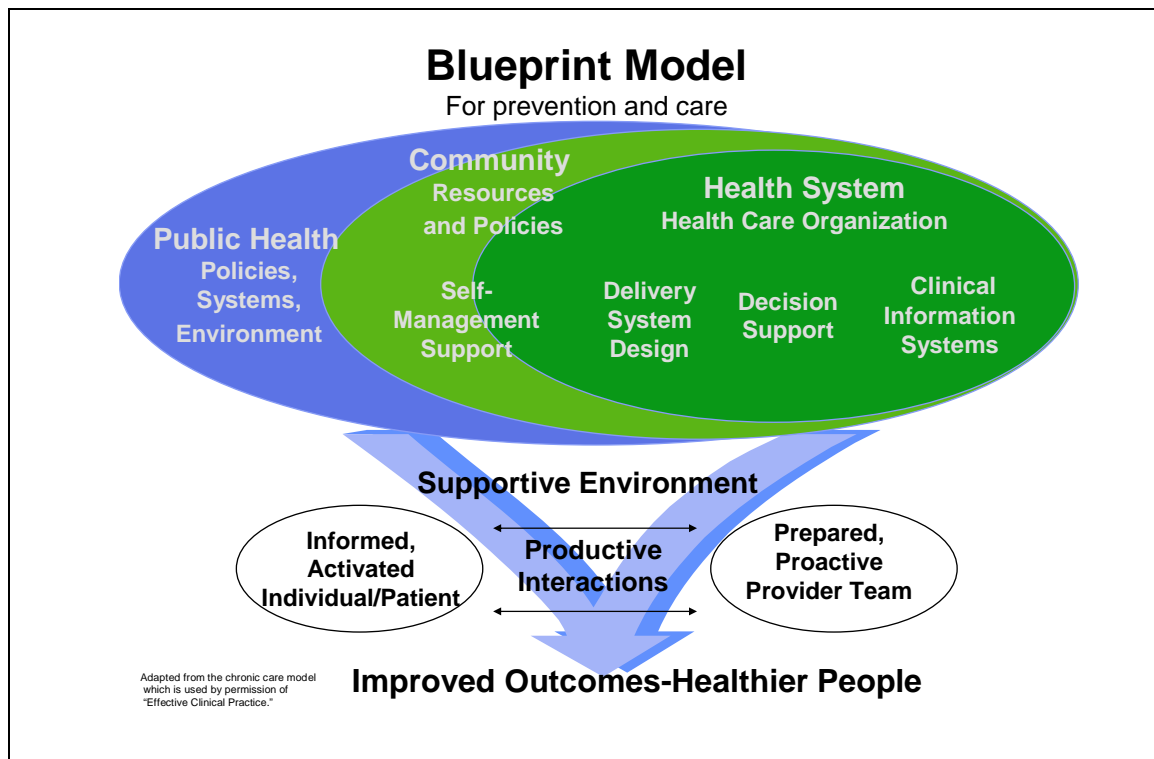 Blueprint Model
For prevention and care
Community
Resources
and Policies
Health System
Health Care Organization
Public Health
Policies,
Systems,
Environment
Self-
Management
Support
Delivery
System
Design
Decision
Support
Clinical
Information
Systems
Supportive Environment
Informed,
Activated
Individual/Patient
Productive
Interactions
Prepared,
Proactive
Provider Team
Adapted from the chronic care model
which is used by permission of
“Effective Clinical Practice.”
Improved Outcomes-Healthier People